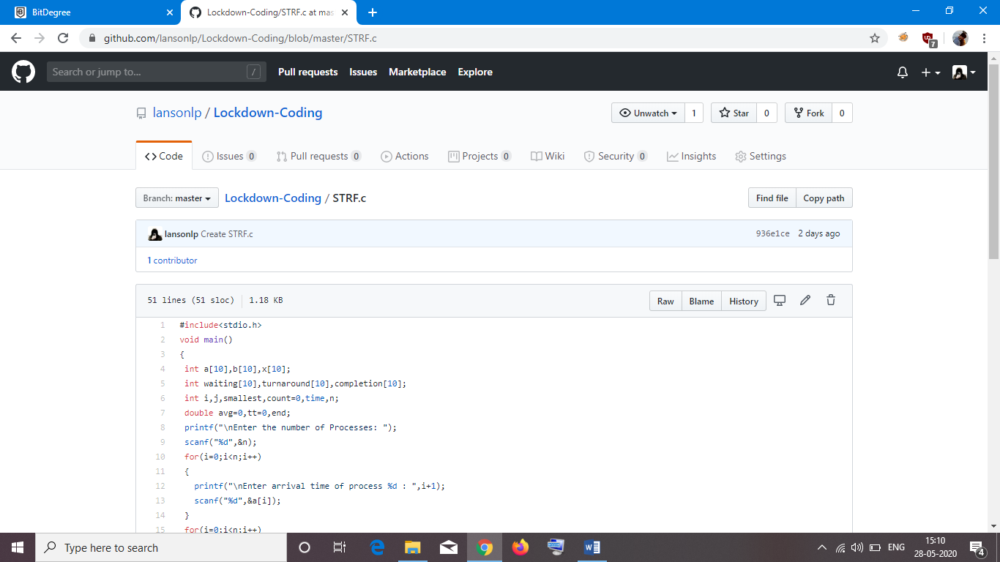 BitDegree
Lockdown-Coding/STRF.c at mas
github.com/lansonlp/Lockdown-Coding/blob/master/STRF.c
7
Search or jump to...
/
Pull requests Issues Marketplace Explore
lansonlp / Lockdown-Coding
Unwatch 1 Star 0 Fork 0
Code Issues 0 Pull requests 0 Actions Projects 0 Wiki Security 0 Insights Settings
Branch: master Lockdown-Coding / STRF.c Find file Copy path
lansonlp Create STRF.c 936e1ce 2 days ago
1 contributor
51 lines (51 sloc) 1.18 KB Raw Blame History
1 #include<stdio.h>
2 void main()
3 {
4 int a[10],b[10],x[10];
5 int waiting[10],turnaround[10],completion[10];
6 int i,j,smallest,count=0,time,n;
7 double avg=0,tt=0,end;
8 printf("\nEnter the number of Processes: ");
9 scanf("%d",&n);
10 for(i=0;i<n;i++)
11 {
12 printf("\nEnter arrival time of process %d : ",i+1);
13 scanf("%d",&a[i]);
14 }
15 for(i=0;i<n;i++)
Type here to search
ENG
15:10
28-05-2020
4